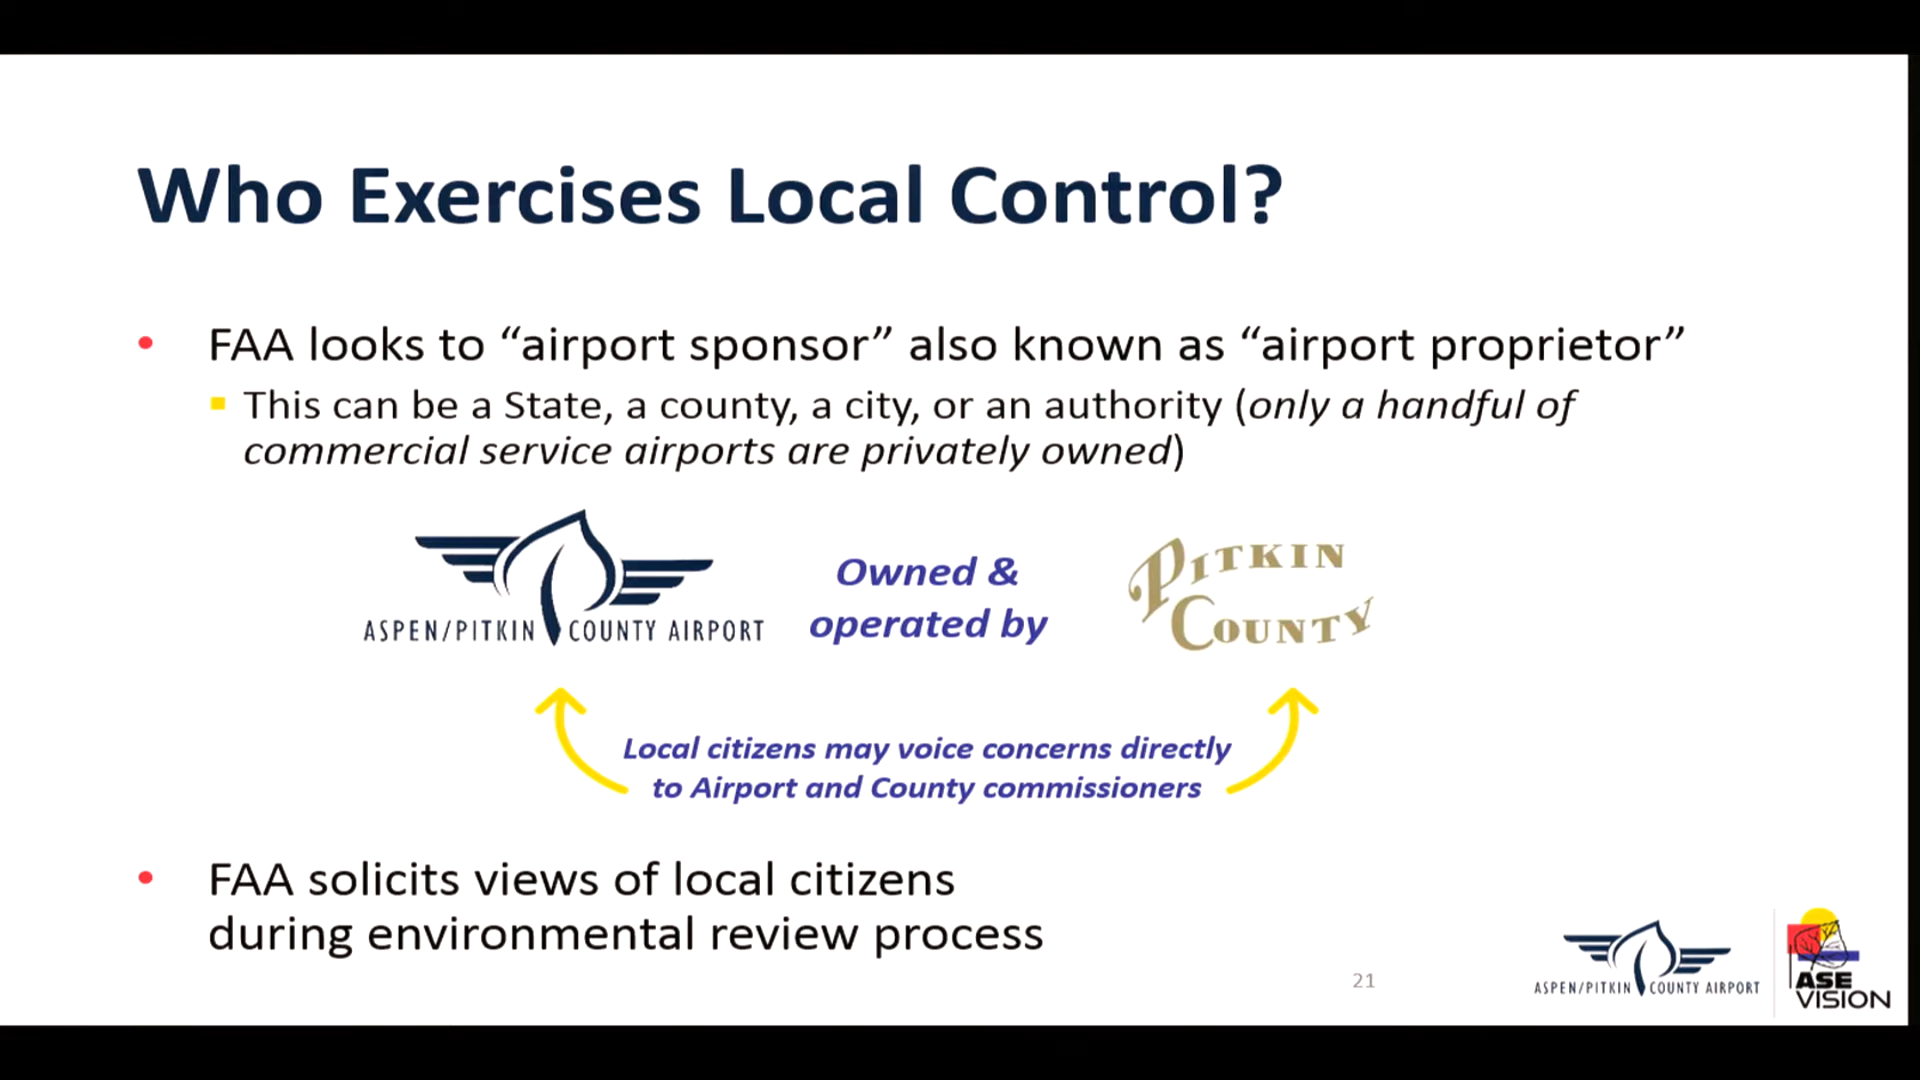 Who Exercises Local Control?
• FAA looks to “airport sponsor” also known as “airport proprietor”
▪ This can be a State, a county, a city, or an authority (only a handful of
commercial service airports are privately owned)
ASPEN/PITKIN COUNTY AIRPORT
Owned &
operated by
PITKIN
COUNTY
Local citizens may voice concerns directly
to Airport and County commissioners
• FAA solicits views of local citizens
during environmental review process
21
ASPEN/PITKIN COUNTY AIRPORT
ASE
VISION